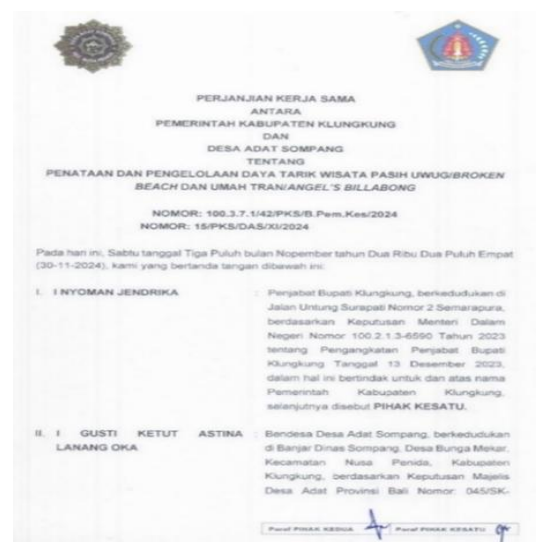 PERJANJIAN KERJA SAMA
ANTARA
PEMERINTAH KABUPATEN KLUNGKUNG
DAN
DESA ADAT SOMPANG
TENTANG
PENATAAN DAN PENGELOLAAN DAYA TARIK WISATA PASIH UWUG/BROKEN
BEACH DAN UMAH TRAN/ANGEL'S BILLABONG
NOMOR: 100.3.7.1/42/PKS/B.Pem.Kes/2024
NOMOR: 15/PKS/DAS/XI/2024
Pada hari ini, Sabtu tanggal Tiga Puluh bulan Nopember tahun Dua Ribu Dua Puluh Empat
(30-11-2024), kami yang bertanda tangan dibawah ini:
I. I NYOMAN JENDRIKA : Penjabat Bupati Klungkung, berkedudukan di
Jalan Untung Surapati Nomor 2 Semarapura,
berdasarkan Keputusan Menteri Dalam
Negeri Nomor 100.2.1.3-6590 Tahun 2023
tentang Pengangkatan Penjabat Bupati
Klungkung Tanggal 13 Desember 2023,
dalam hal ini bertindak untuk dan atas nama
Pemerintah Kabupaten Klungkung,
selanjutnya disebut PIHAK KESATU.
II. I GUSTI KETUT ASTINA : Bendesa Desa Adat Sompang, berkedudukan
LANANG OKA di Banjar Dinas Sompang, Desa Bunga Mekar,
Kecamatan Nusa Penida, Kabupaten
Klungkung, berdasarkan Keputusan Majelis
Desa Adat Provinsi Bali Nomor: 045/SK-
Paraf PIHAK KEDUA Paraf PIHAK KESATU